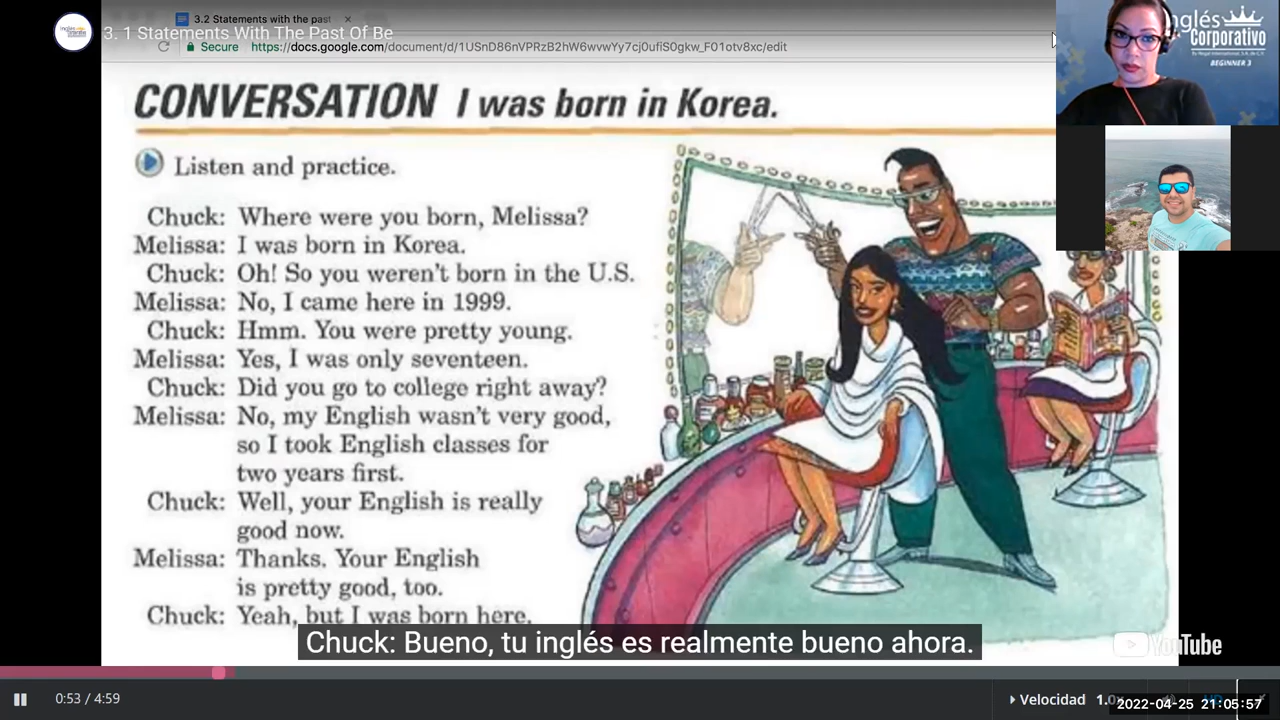 3.2 Statements with the past
3. 1 Statements With The Past Of Be
Secure https://docs.google.com/document/d/1VSnD86nVPRzB2hW6wvwYy7cj0ufiS0gkw_F01otv8xc/edit
Inglés
Corporativo
BEGINNER 3
CONVERSATION I was born in Korea.
Listen and practice.
Chuck: Where were you born, Melissa?
Melissa: I was born in Korea.
Chuck: Oh! So you weren't born in the U.S.
Melissa: No, I came here in 1999.
Chuck: Hmm. You were pretty young.
Melissa: Yes, I was only seventeen.
Chuck: Did you go to college right away?
Melissa: No, my English wasn't very good,
so I took English classes for
two years first.
Chuck: Well, your English is really
good now.
Melissa: Thanks. Your English
is pretty good, too.
Chuck: Yeah, but I was born here.
Chuck: Bueno, tu inglés es realmente bueno ahora.
YouTube
0:53 / 4:59
Velocidad 1.0x
2022-04-25 21:05:57